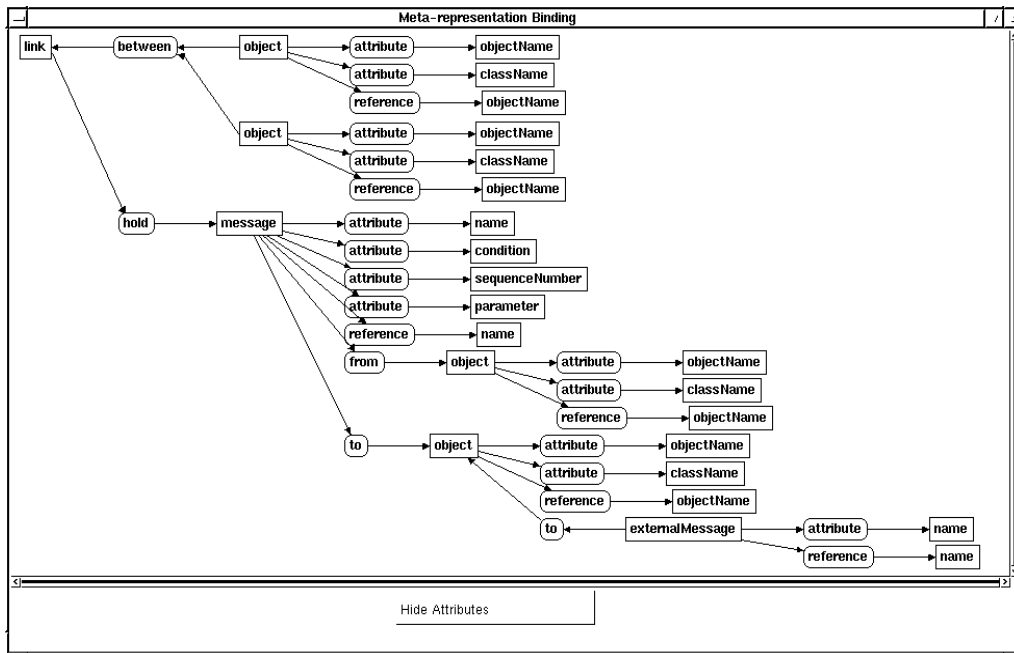 Meta-representation Binding
link between object attribute objectName
attribute className
reference objectName
object attribute objectName
attribute className
reference objectName
hold message attribute name
attribute condition
attribute sequenceNumber
attribute parameter
reference name
from object attribute objectName
attribute className
reference objectName
to object attribute objectName
attribute className
reference objectName
to externalMessage attribute name
reference name
Hide Attributes